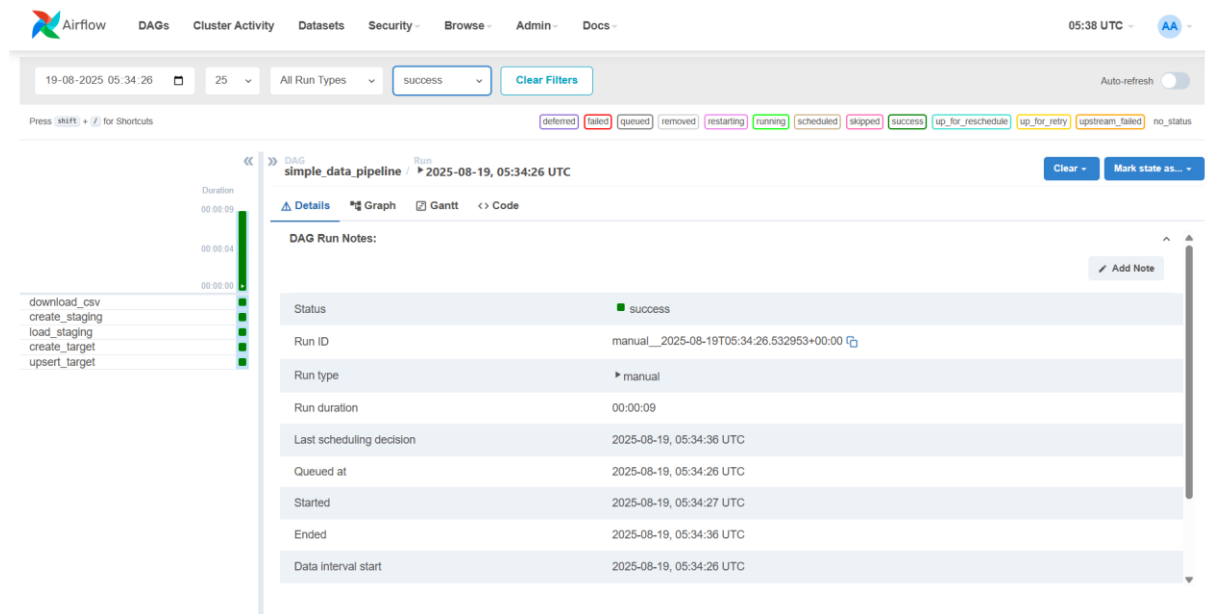 Airflow DAGs Cluster Activity Datasets Security Browse Admin Docs 05:38 UTC AA
19-08-2025 05:34:26 25 All Run Types success Clear Filters Auto-refresh
Press shift + / for Shortcuts deferred failed queued removed restarting running scheduled skipped success up_for_reschedule up_for_retry upstream_failed no_status
DAG Run
simple_data_pipeline / 2025-08-19, 05:34:26 UTC Clear Mark state as...
Duration
00:00:09
00:00:04
00:00:00
download_csv
create_staging
load_staging
create_target
upsert_target
Details Graph Gantt Code
DAG Run Notes:
Add Note
Status success
Run ID manual__2025-08-19T05:34:26.532953+00:00
Run type manual
Run duration 00:00:09
Last scheduling decision 2025-08-19, 05:34:36 UTC
Queued at 2025-08-19, 05:34:26 UTC
Started 2025-08-19, 05:34:27 UTC
Ended 2025-08-19, 05:34:36 UTC
Data interval start 2025-08-19, 05:34:26 UTC